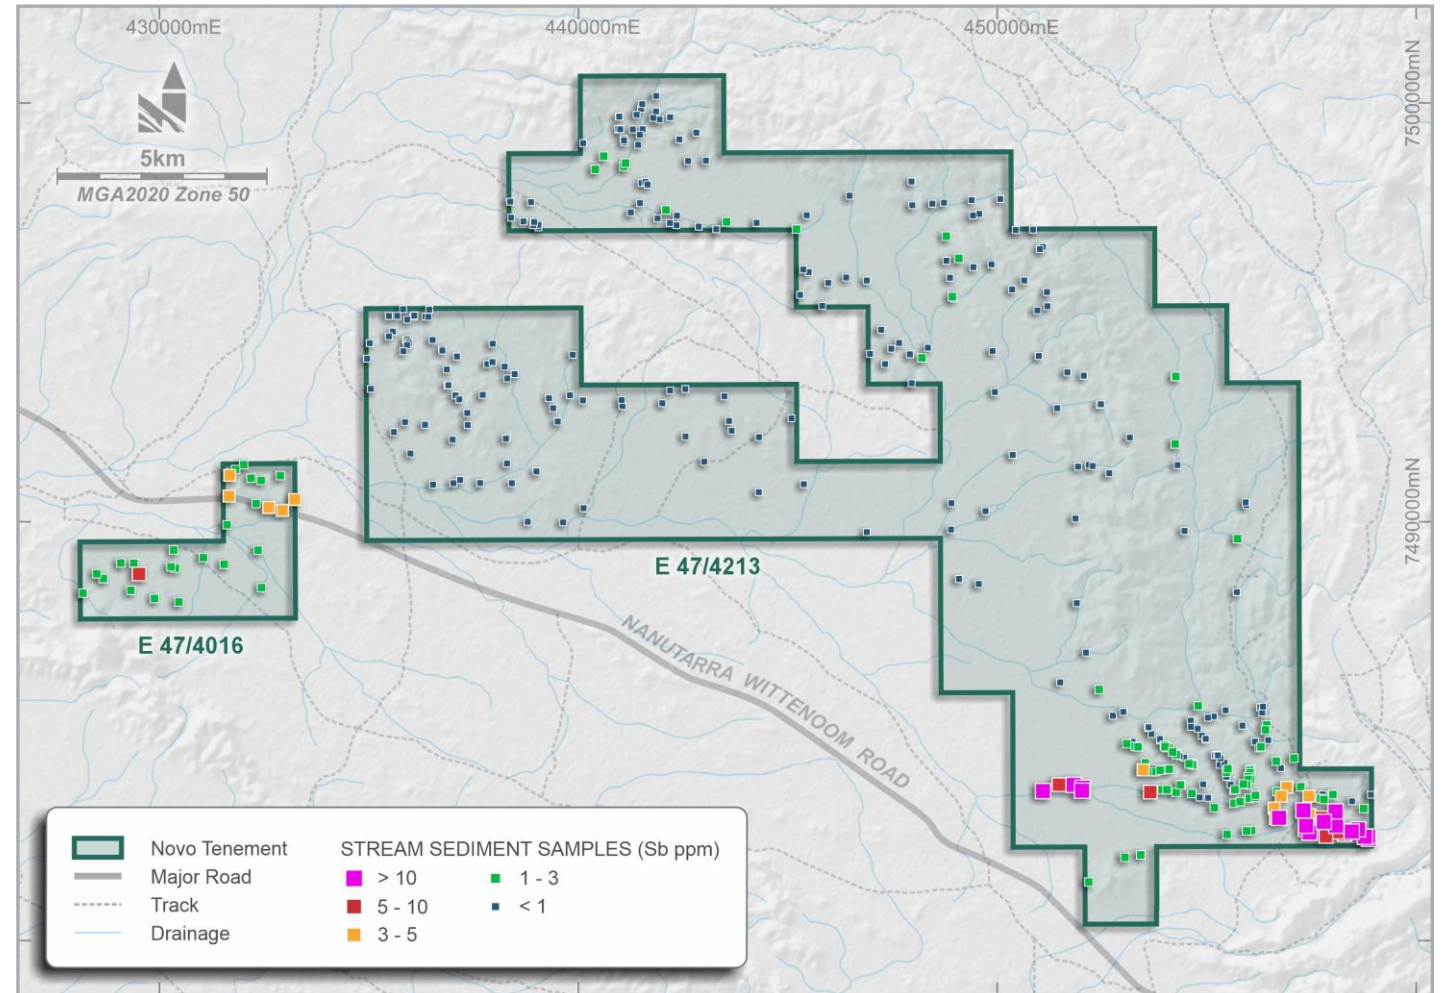 430000mE
440000mE
450000mE
7500000mN
5km
MGA2020 Zone 50
7490000mN
E 47/4213
E 47/4016
NANUTARRA WITTENOOM ROAD
Novo Tenement
Major Road
Track
Drainage
STREAM SEDIMENT SAMPLES (Sb ppm)
> 10
5 - 10
3 - 5
1 - 3
< 1